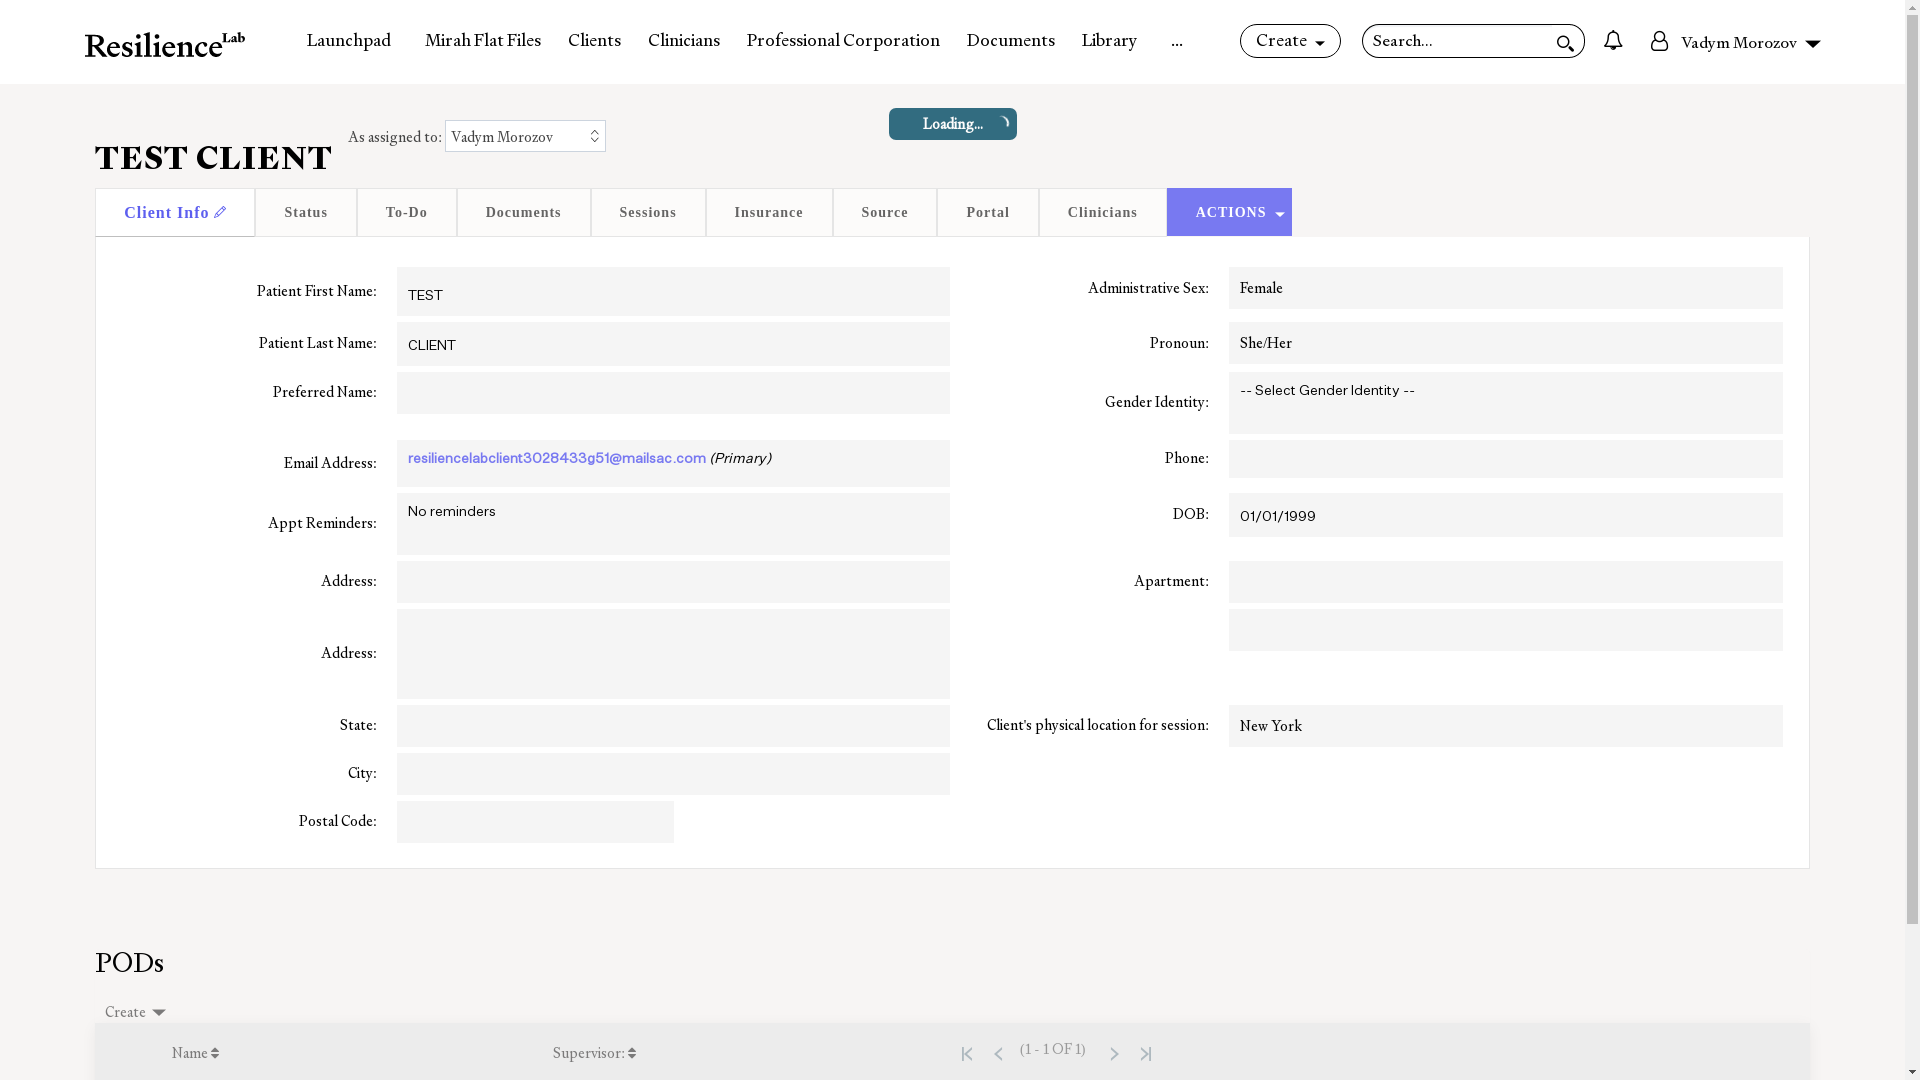 ResilienceLab
Launchpad Mirah Flat Files Clients Clinicians Professional Corporation Documents Library ... Create Search... Vadym Morozov
Loading...
TEST CLIENT As assigned to: Vadym Morozov
Client Info Status To-Do Documents Sessions Insurance Source Portal Clinicians ACTIONS
Patient First Name: TEST Administrative Sex: Female
Patient Last Name: CLIENT Pronoun: She/Her
Preferred Name: Gender Identity: -- Select Gender Identity --
Email Address: resiliencelabclient3028433g51@mailsac.com (Primary) Phone:
Appt Reminders: No reminders DOB: 01/01/1999
Address: Apartment:
Address:
State: Client's physical location for session: New York
City:
Postal Code:
PODs
Create
Name Supervisor: (1 - 1 OF 1)